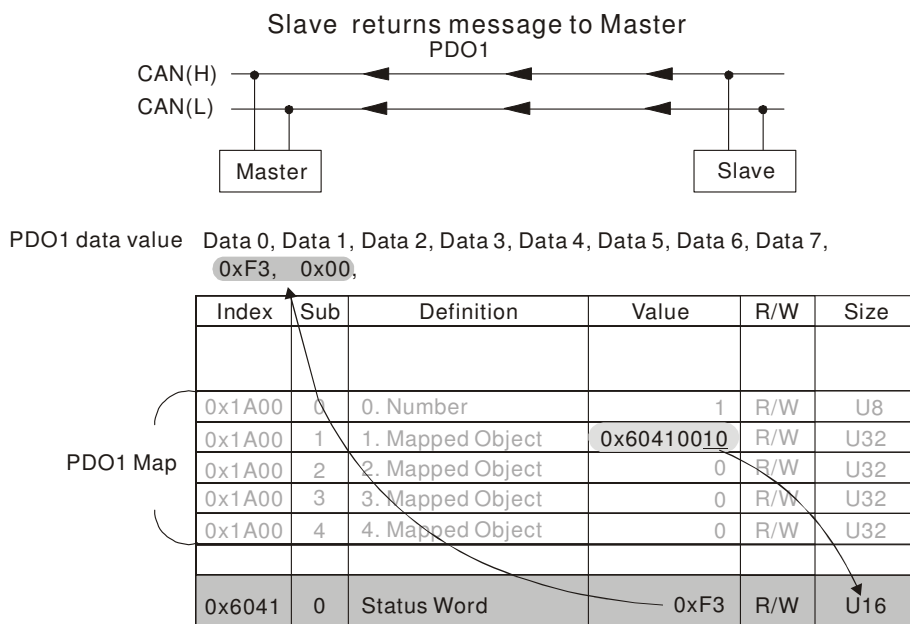 Slave returns message to Master
PDO1
CAN(H)
CAN(L)
Master
Slave
PDO1 data value Data 0, Data 1, Data 2, Data 3, Data 4, Data 5, Data 6, Data 7,
0xF3, 0x00,
Index Sub Definition Value R/W Size
0x1A00 0 0. Number 1 R/W U8
0x1A00 1 1. Mapped Object 0x60410010 R/W U32
PDO1 Map
0x1A00 2 2. Mapped Object 0 R/W U32
0x1A00 3 3. Mapped Object 0 R/W U32
0x1A00 4 4. Mapped Object 0 R/W U32
0x6041 0 Status Word 0xF3 R/W U16